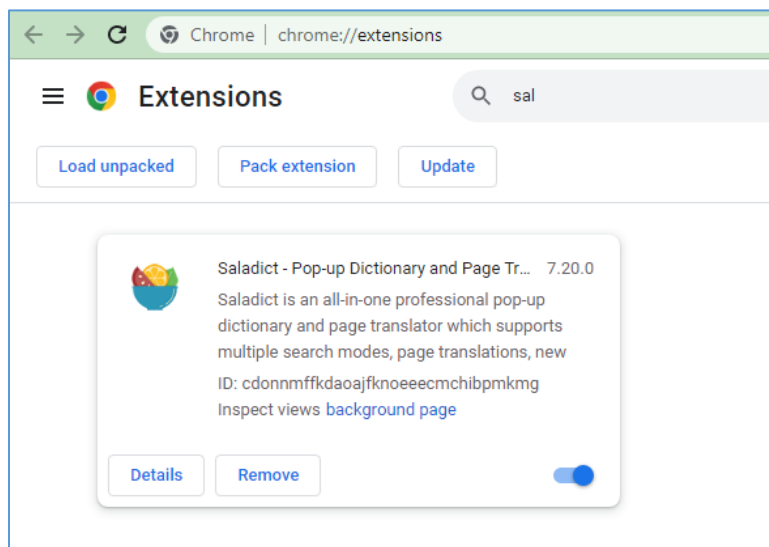 Chrome | chrome://extensions
Extensions
sal
Load unpacked
Pack extension
Update
Saladict - Pop-up Dictionary and Page Tr... 7.20.0
Saladict is an all-in-one professional pop-up
dictionary and page translator which supports
multiple search modes, page translations, new
ID: cdonnmffkdaoajfknoeeecmchibpmkmg
Inspect views background page
Details
Remove